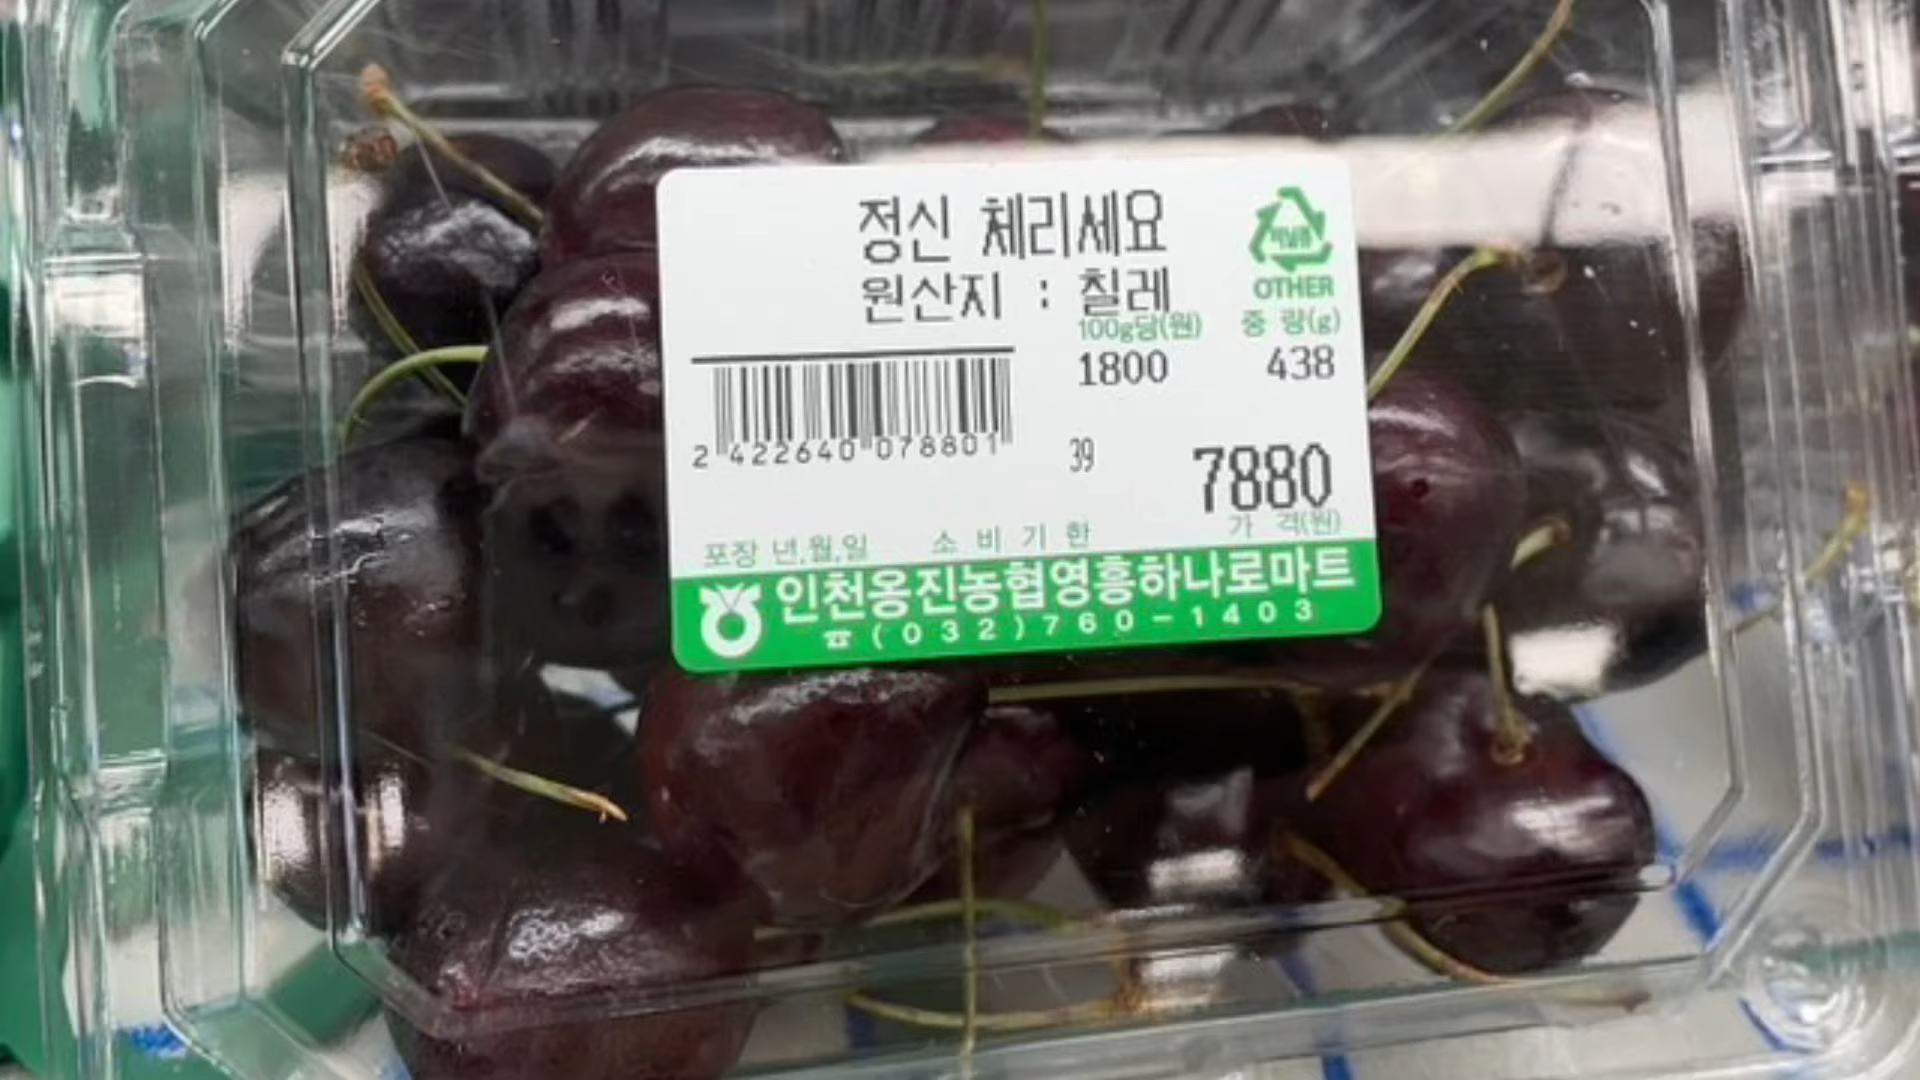 정신 체리세요
원산지 : 칠레
OTHER
100g당(원) 중 량(g)
1800 438
2 422640 078801
39
7880
가 격(원)
포장 년,월,일 소 비 기 한
인천옹진농협영흥하나로마트
☎(032)760-1403